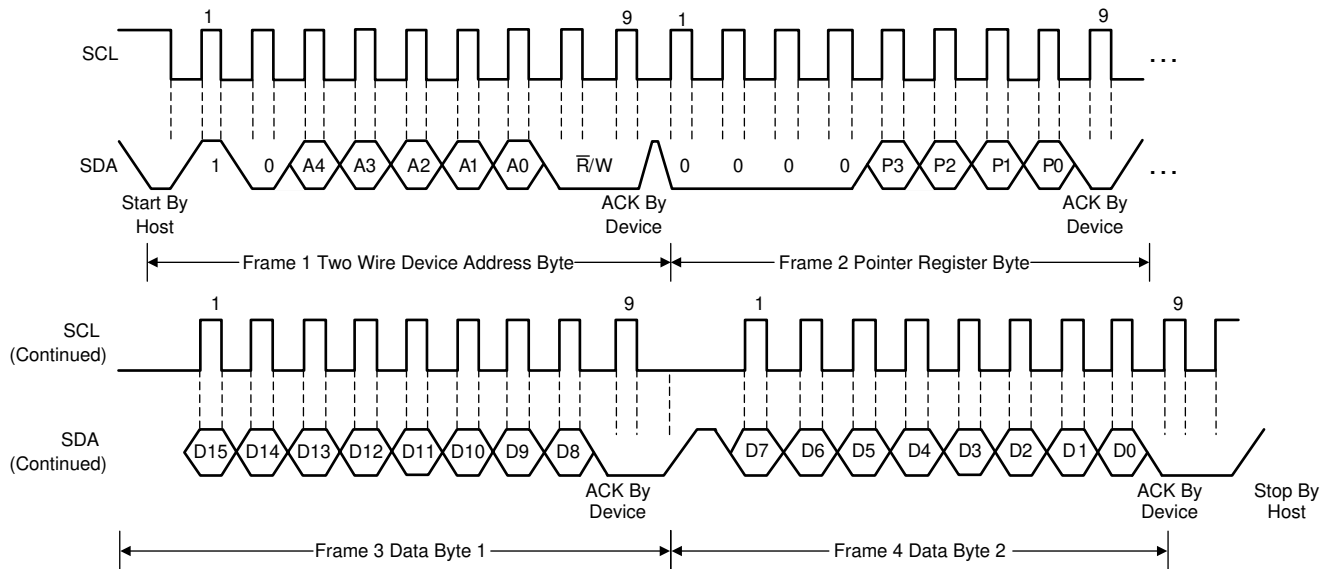 1 9 1 9
SCL ...
SDA 1 0 A4 A3 A2 A1 A0 R̅/W 0 0 0 0 P3 P2 P1 P0 ...
Start By Host ACK By Device ACK By Device
Frame 1 Two Wire Device Address Byte Frame 2 Pointer Register Byte
1 9 1 9
SCL (Continued)
SDA (Continued) D15 D14 D13 D12 D11 D10 D9 D8 D7 D6 D5 D4 D3 D2 D1 D0
ACK By Device ACK By Device Stop By Host
Frame 3 Data Byte 1 Frame 4 Data Byte 2